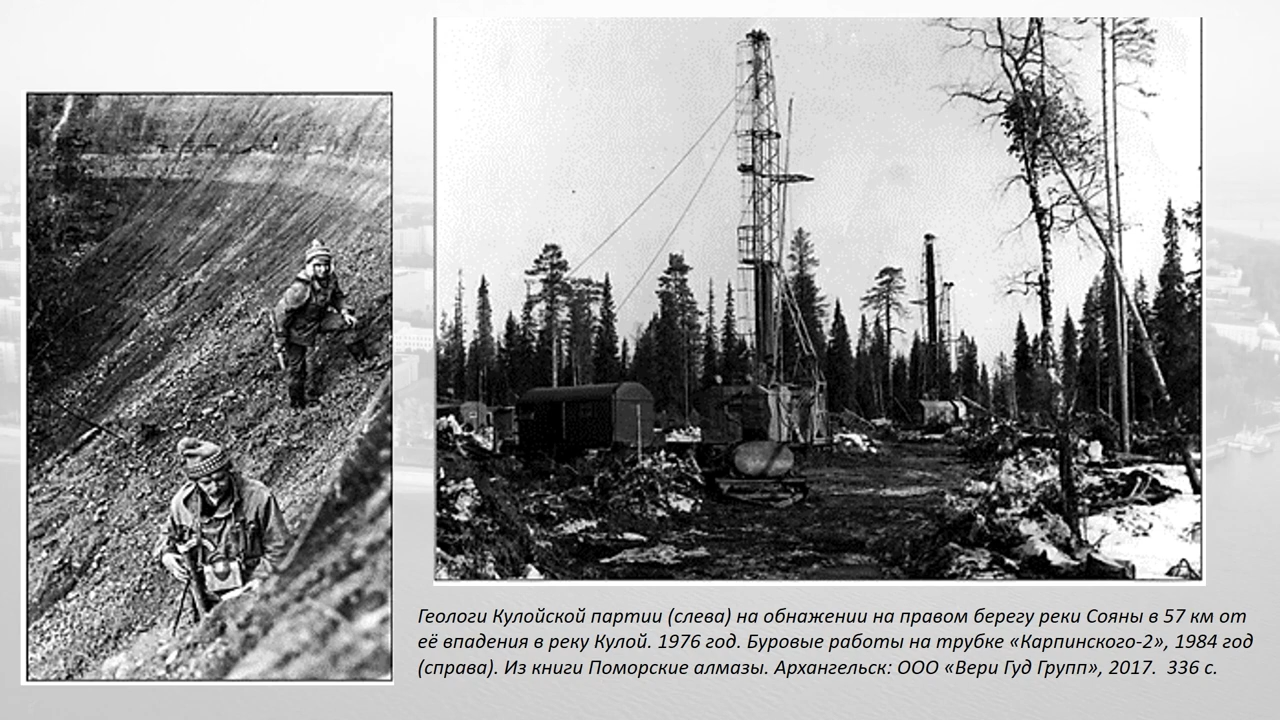 Геологи Кулойской партии (слева) на обнажении на правом берегу реки Сояны в 57 км от
её впадения в реку Кулой. 1976 год. Буровые работы на трубке «Карпинского-2», 1984 год
(справа). Из книги Поморские алмазы. Архангельск: ООО «Вери Гуд Групп», 2017. 336 с.